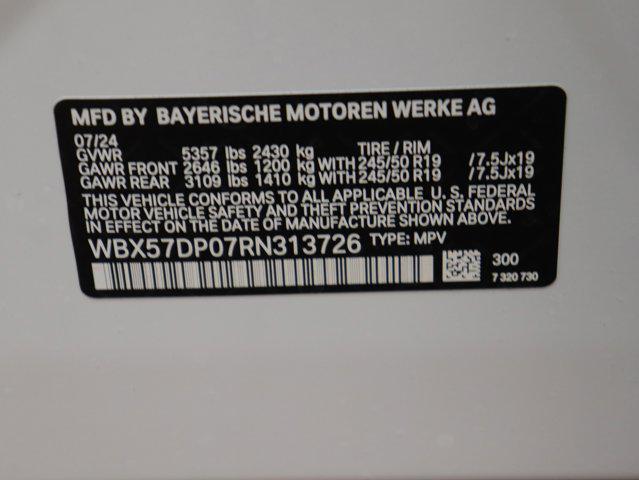 MFD BY BAYERISCHE MOTOREN WERKE AG
07/24
GVWR 5357 lbs 2430 kg TIRE / RIM
GAWR FRONT 2646 lbs 1200 kg WITH 245/50 R19 /7.5Jx19
GAWR REAR 3109 lbs 1410 kg WITH 245/50 R19 /7.5Jx19
THIS VEHICLE CONFORMS TO ALL APPLICABLE U. S. FEDERAL
MOTOR VEHICLE SAFETY AND THEFT PREVENTION STANDARDS
IN EFFECT ON THE DATE OF MANUFACTURE SHOWN ABOVE.
WBX57DP07RN313726 TYPE: MPV
300
7 320 730